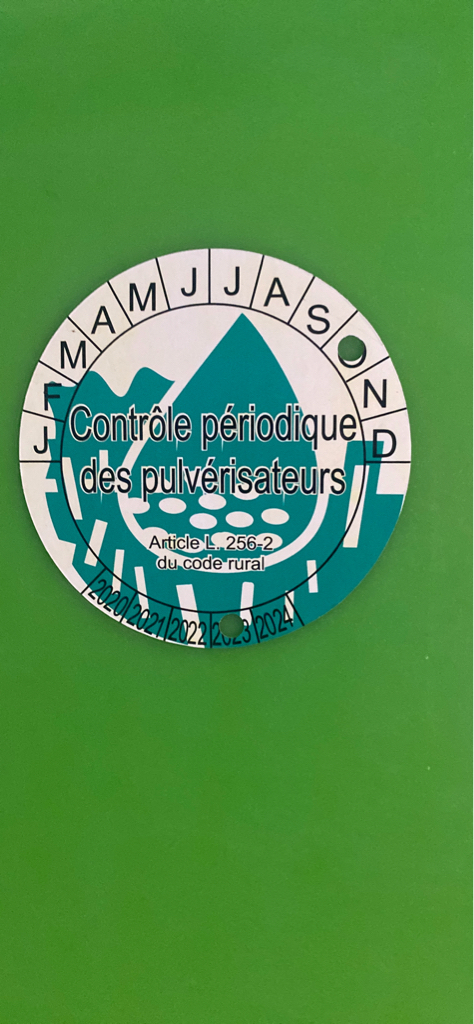 J F M A M J J A S O N D
Contrôle périodique
des pulvérisateurs
Article L. 256-2
du code rural
2020 2021 2022 2023 2024